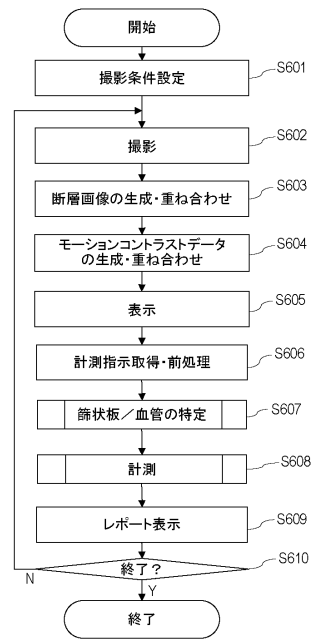 開始
撮影条件設定
S601
撮影
S602
断層画像の生成・重ね合わせ
S603
モーションコントラストデータ
の生成・重ね合わせ
S604
表示
S605
計測指示取得・前処理
S606
篩状板／血管の特定
S607
計測
S608
レポート表示
S609
終了？
S610
N
Y
終了